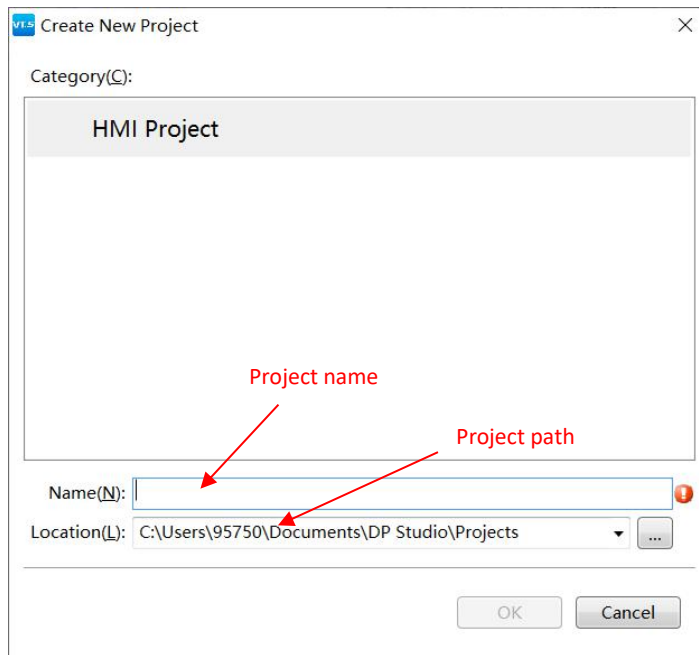 VT.S Create New Project
Category(C):
HMI Project
Project name
Project path
Name(N):
Location(L): C:\Users\95750\Documents\DP Studio\Projects ...
OK Cancel